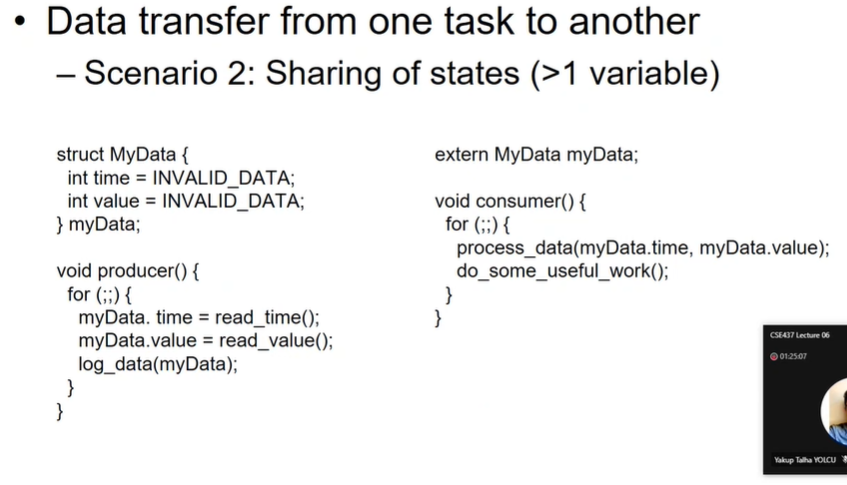 • Data transfer from one task to another
– Scenario 2: Sharing of states (>1 variable)
struct MyData {
int time = INVALID_DATA;
int value = INVALID_DATA;
} myData;
void producer() {
for (;;) {
myData. time = read_time();
myData.value = read_value();
log_data(myData);
}
}
extern MyData myData;
void consumer() {
for (;;) {
process_data(myData.time, myData.value);
do_some_useful_work();
}
}
CSE437 Lecture 06
01:25:07
Yakup Talha YOLCU